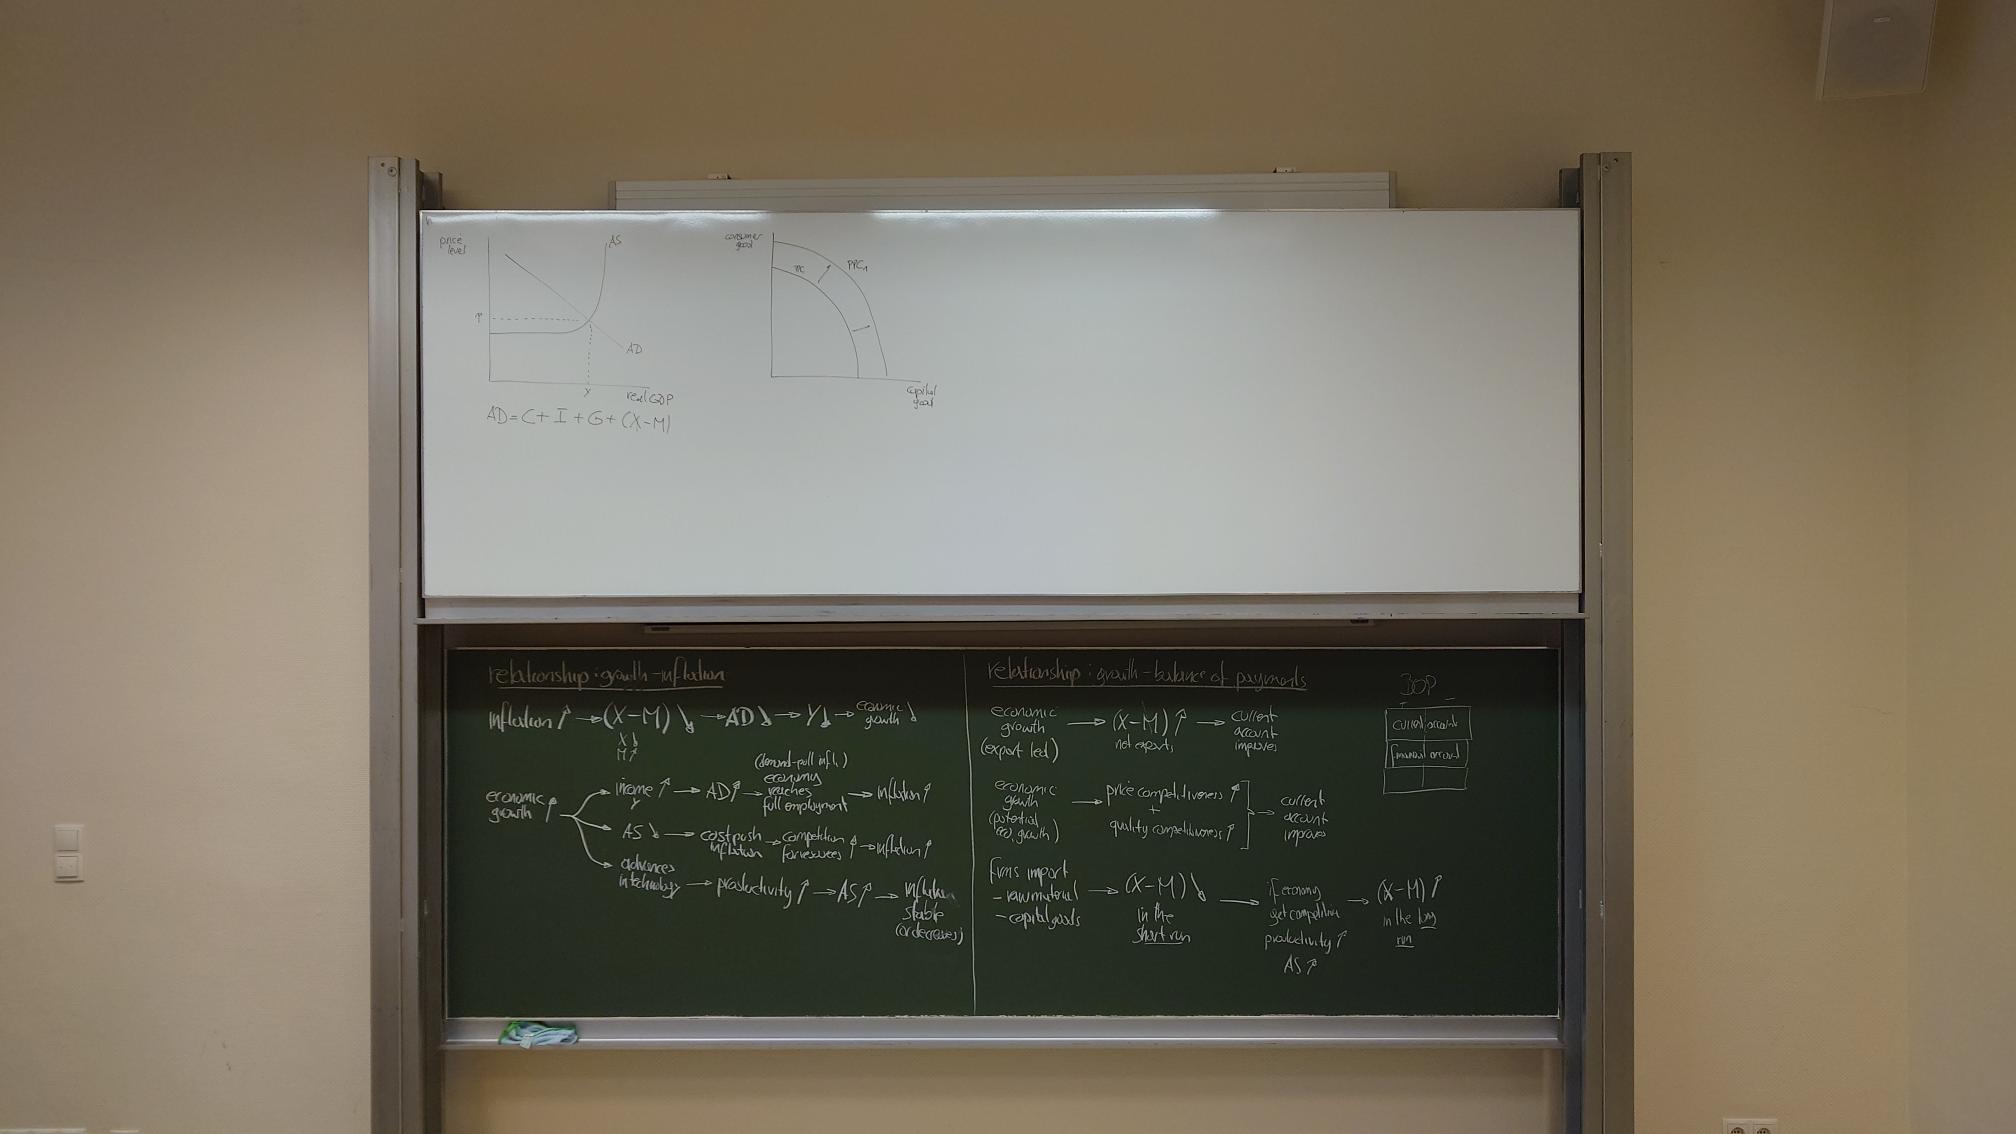 price
level
AS
P
AD
Y
real GDP
AD = C + I + G + (X-M)
consumer
good
PPC
PPC1
capital
good
relationship: growth-inflation
inflation ↑ → (X-M) ↓ → AD ↓ → Y ↓ → economic growth ↓
X ↓
M ↑
economic
growth ↑
income ↑ → AD ↑ → (demand-pull infl.) economy reaches full employment → inflation ↑
Y
AS ↓ → cost push inflation → competition for resources ↑ → inflation ↑
advances
in technology → productivity ↑ → AS ↑ → inflation
stable
(or decreases)
relationship: growth-balance of payments
economic
growth
(export led)
→ (X-M) ↑ → current
net exports
account
improves
economic
growth
(potential
eco. growth)
→ price competitiveness ↑
+
quality competitiveness ↑
→ current
account
improves
firms import
- raw material
- capital goods
→ (X-M) ↓
in the
short run
→ if economy
get competitive
productivity ↑
AS ↑
→ (X-M) ↑
in the long
run
BOP
+ -
current account
financial account